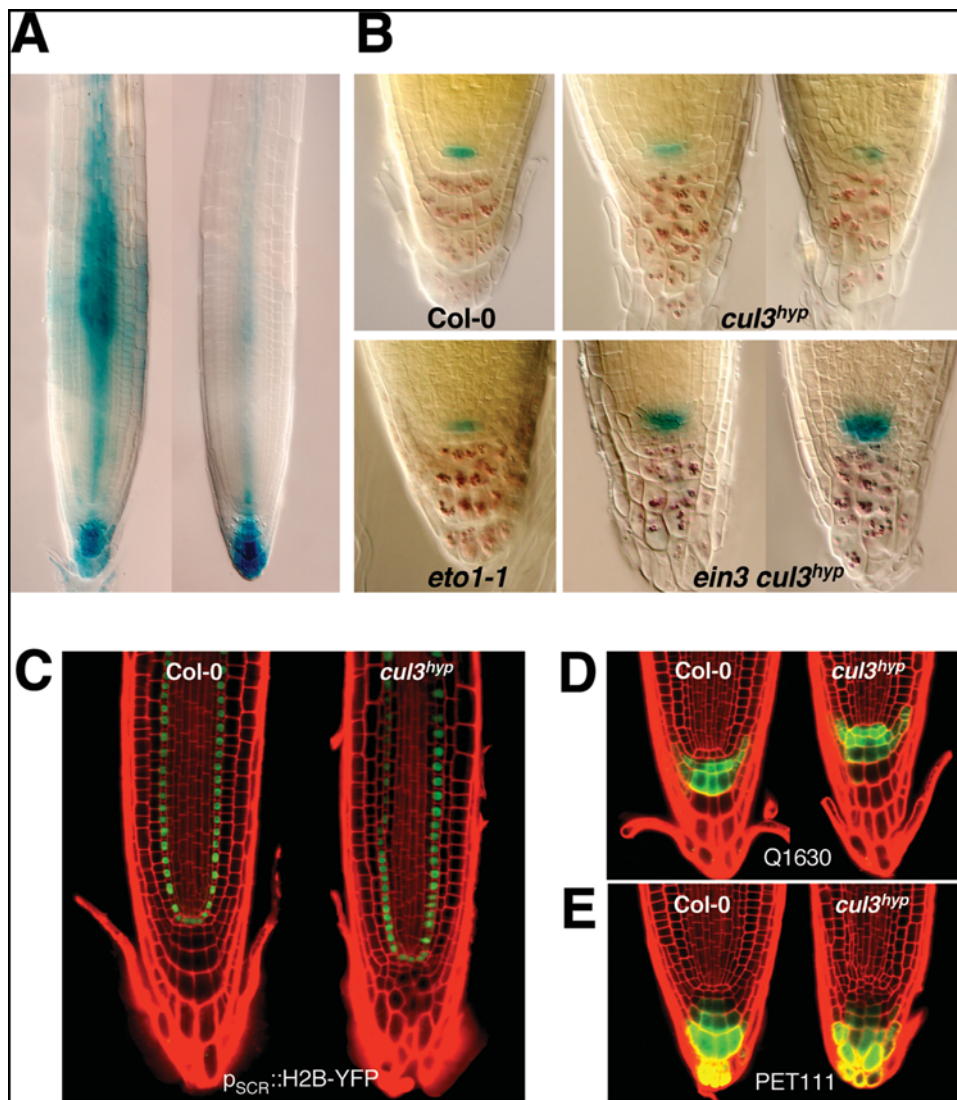 A
B
Col-0
cul3hyp
eto1-1
ein3 cul3hyp
C
Col-0
cul3hyp
pSCR::H2B-YFP
D
Col-0
cul3hyp
Q1630
E
Col-0
cul3hyp
PET111